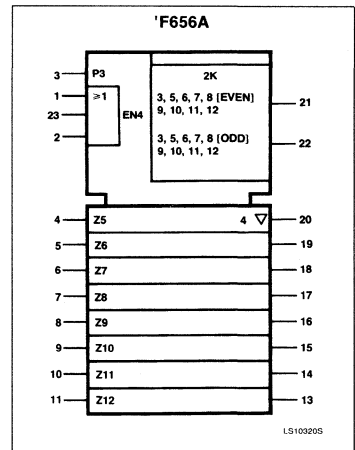 'F656A
3 P3 2K
1 ≥1 3, 5, 6, 7, 8 [EVEN] 21
23 EN4 9, 10, 11, 12
2 3, 5, 6, 7, 8 [ODD] 22
9, 10, 11, 12
4 Z5 4 ▽ 20
5 Z6 19
6 Z7 18
7 Z8 17
8 Z9 16
9 Z10 15
10 Z11 14
11 Z12 13
LS10320S